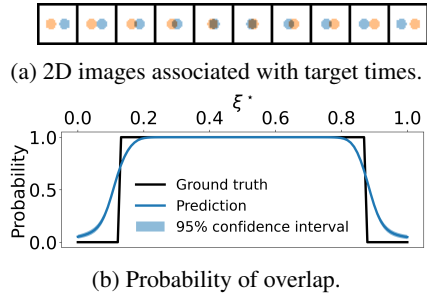 (a) 2D images associated with target times.
ξ*
0.0 0.2 0.4 0.6 0.8 1.0
1.0
0.5
0.0
Probability
Ground truth
Prediction
95% confidence interval
(b) Probability of overlap.